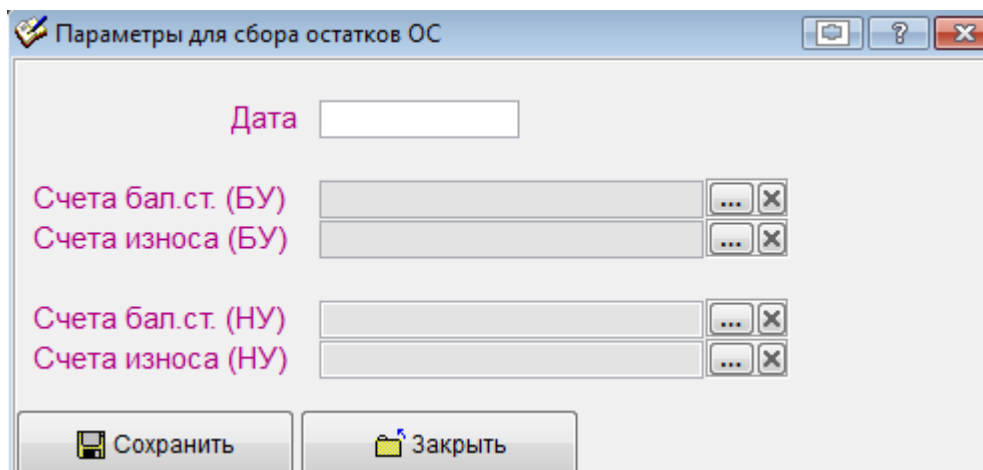 Параметры для сбора остатков ОС
Дата
Счета бал.ст. (БУ) ...
Счета износа (БУ) ...
Счета бал.ст. (НУ) ...
Счета износа (НУ) ...
Сохранить Закрыть